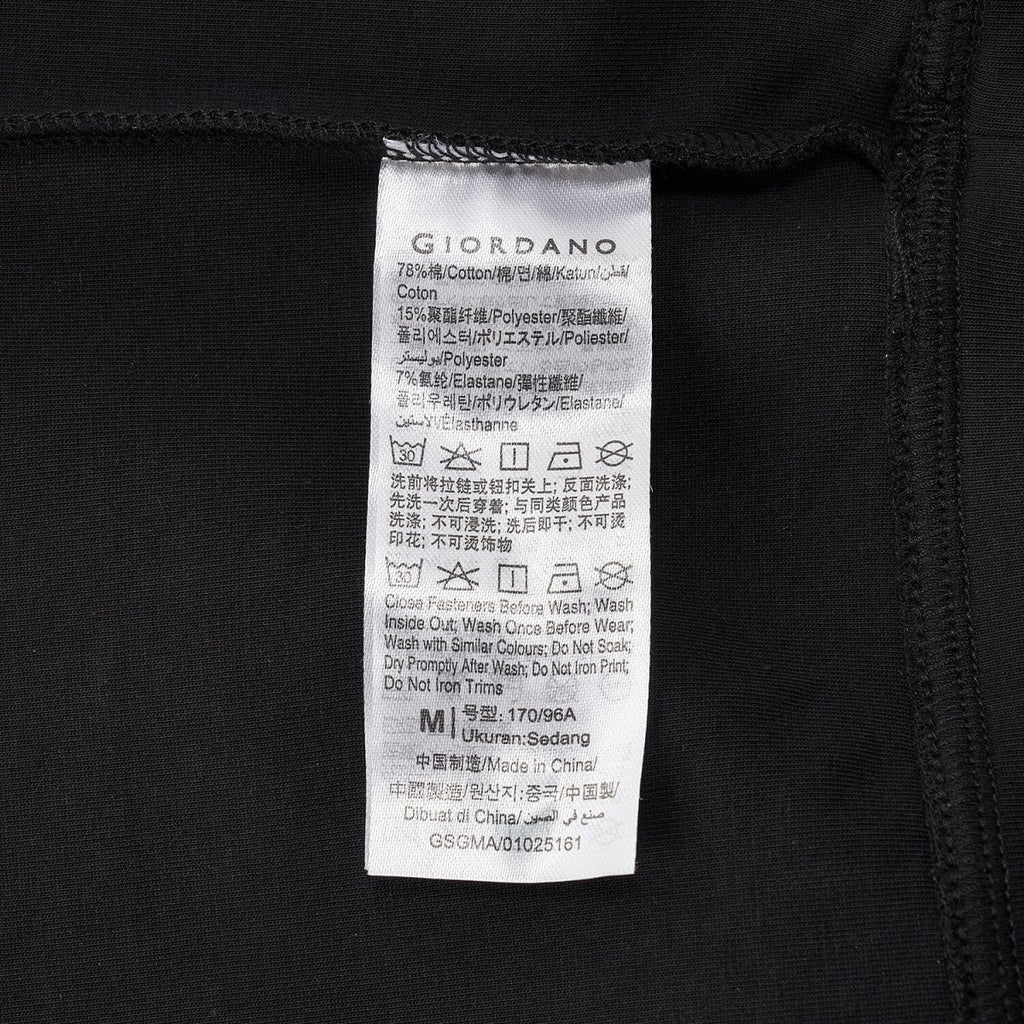 GIORDANO
78%棉/Cotton/棉/면/綿/Katun/قطن/
Coton
15%聚酯纤维/Polyester/聚酯纖維/
폴리에스터/ポリエステル/Poliester/
بوليستر/Polyester
7%氨纶/Elastane/彈性纖維/
폴리우레탄/ポリウレタン/Elastane/
الاستين/Élasthanne
30
洗前将拉链或钮扣关上; 反面洗涤;
先洗一次后穿着; 与同类颜色产品
洗涤; 不可浸洗; 洗后即干; 不可烫
印花; 不可烫饰物
30
Close Fasteners Before Wash; Wash
Inside Out; Wash Once Before Wear;
Wash with Similar Colours; Do Not Soak;
Dry Promptly After Wash; Do Not Iron Print;
Do Not Iron Trims
M 号型: 170/96A
Ukuran:Sedang
中国制造/Made in China/
中國製造/원산지:중국/中国製/
Dibuat di China/صنع في الصين
GSGMA/01025161